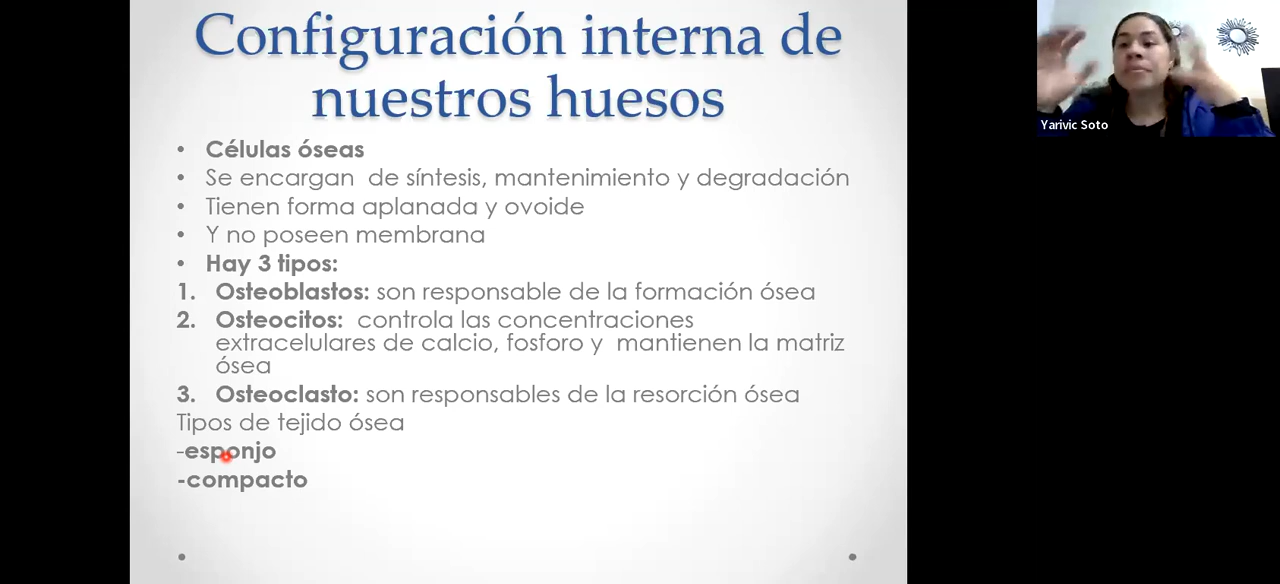 Configuración interna de
nuestros huesos
• Células óseas
• Se encargan de síntesis, mantenimiento y degradación
• Tienen forma aplanada y ovoide
• Y no poseen membrana
• Hay 3 tipos:
1. Osteoblastos: son responsable de la formación ósea
2. Osteocitos: controla las concentraciones
extracelulares de calcio, fosforo y mantienen la matriz
ósea
3. Osteoclasto: son responsables de la resorción ósea
Tipos de tejido ósea
-esponjo
-compacto
Yarivic Soto